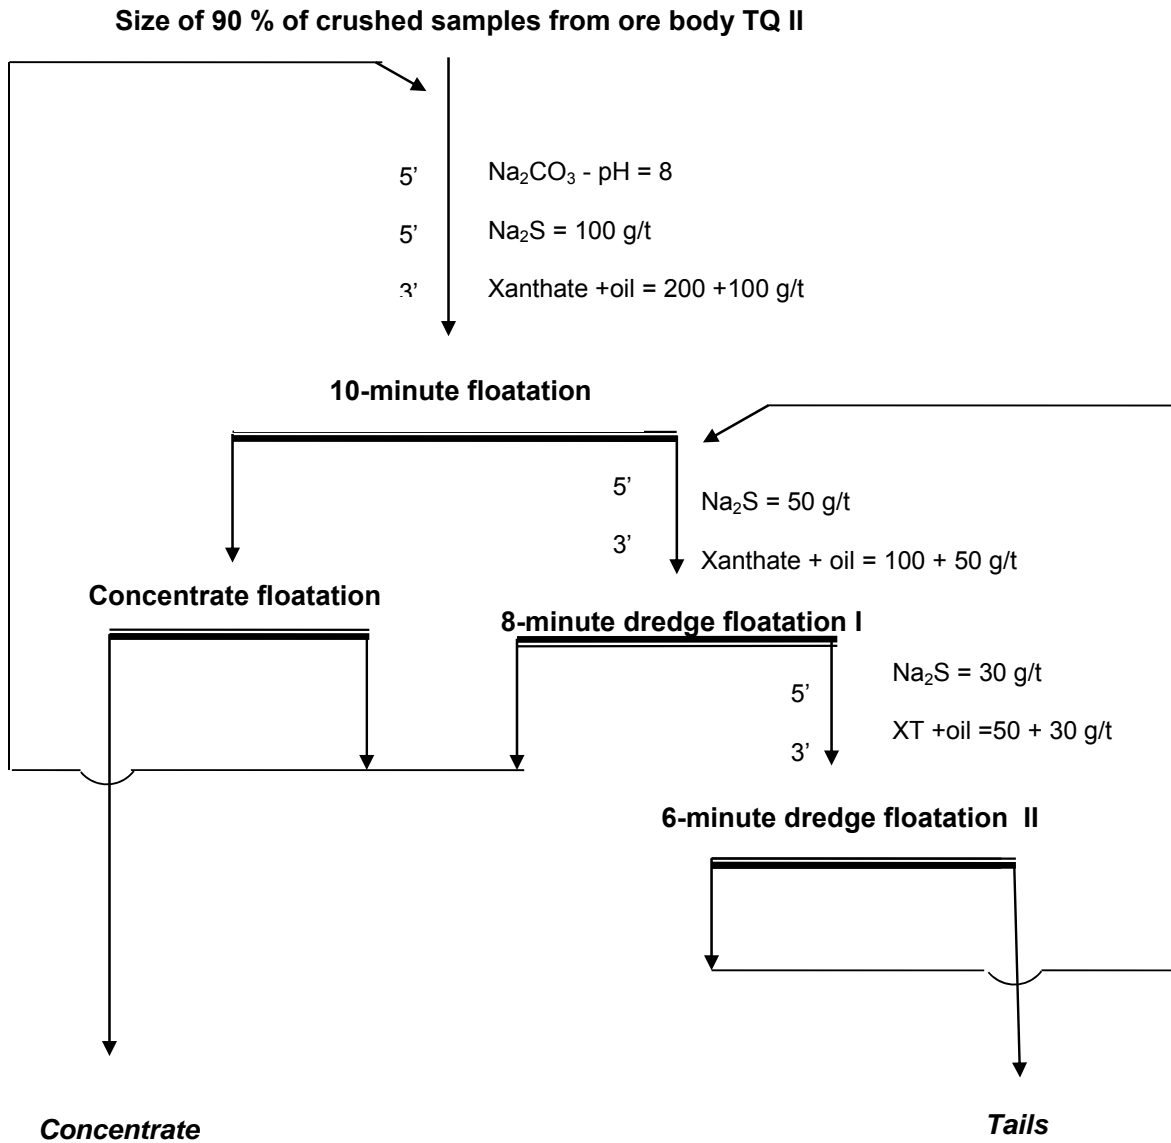 Size of 90 % of crushed samples from ore body TQ II
5’ Na₂CO₃ - pH = 8
5’ Na₂S = 100 g/t
3’ Xanthate +oil = 200 +100 g/t
10-minute floatation
5’ Na₂S = 50 g/t
3’ Xanthate + oil = 100 + 50 g/t
Concentrate floatation
8-minute dredge floatation I
Na₂S = 30 g/t
5’
XT +oil =50 + 30 g/t
3’
6-minute dredge floatation II
Concentrate
Tails